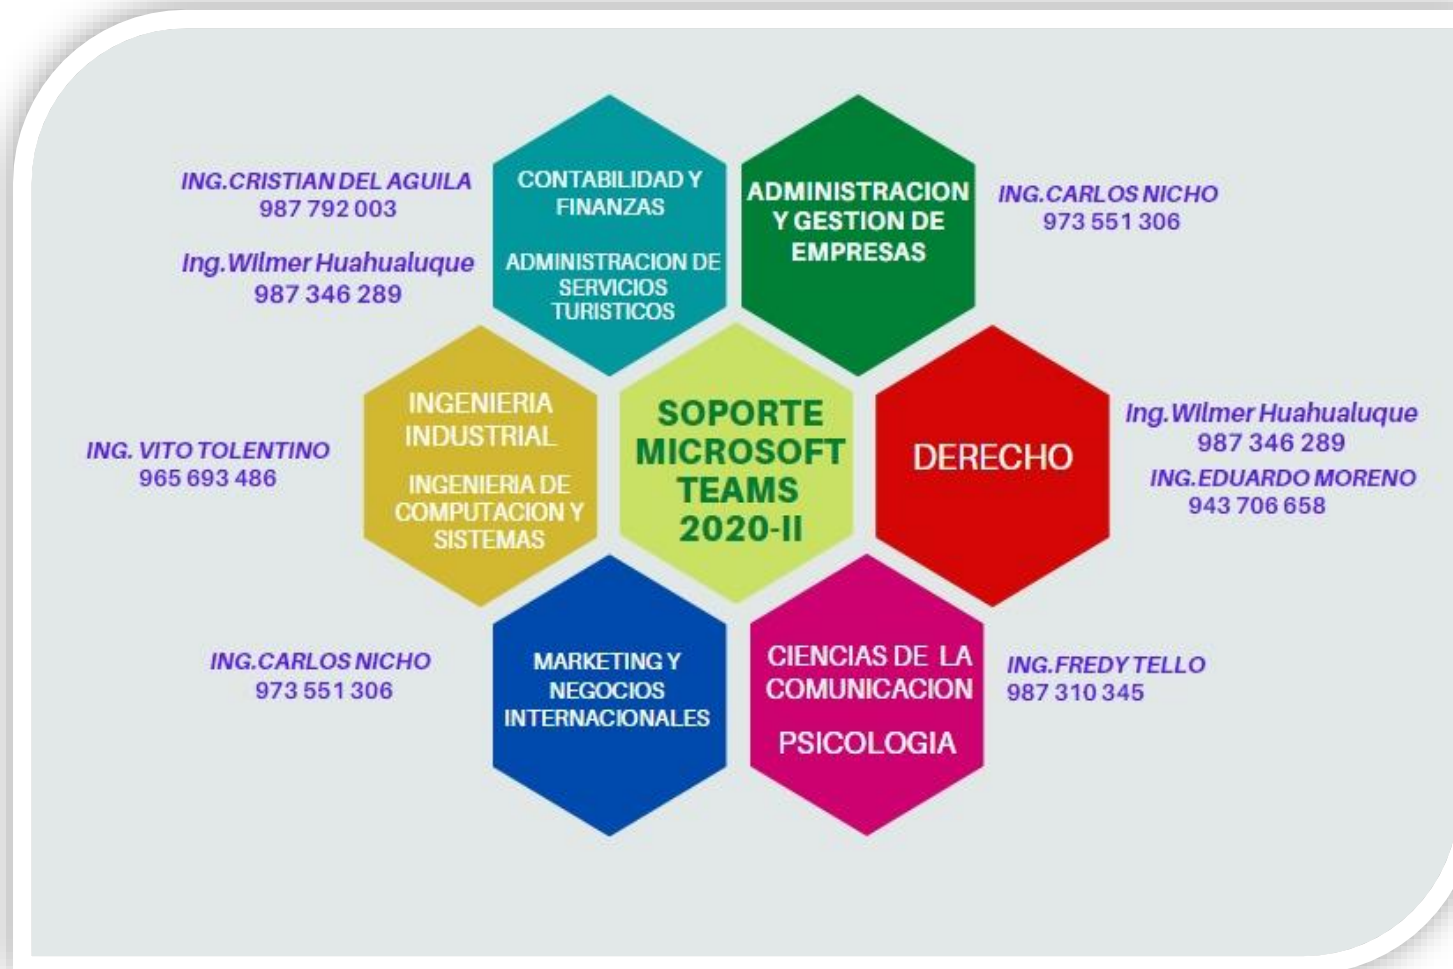 ING.CRISTIAN DEL AGUILA
987 792 003
Ing.Wilmer Huahualuque
987 346 289
CONTABILIDAD Y
FINANZAS
ADMINISTRACION DE
SERVICIOS
TURISTICOS
ADMINISTRACION
Y GESTION DE
EMPRESAS
ING.CARLOS NICHO
973 551 306
ING. VITO TOLENTINO
965 693 486
INGENIERIA
INDUSTRIAL
INGENIERIA DE
COMPUTACION Y
SISTEMAS
SOPORTE
MICROSOFT
TEAMS
2020-II
DERECHO
Ing.Wilmer Huahualuque
987 346 289
ING.EDUARDO MORENO
943 706 658
ING.CARLOS NICHO
973 551 306
MARKETING Y
NEGOCIOS
INTERNACIONALES
CIENCIAS DE LA
COMUNICACION
PSICOLOGIA
ING.FREDY TELLO
987 310 345